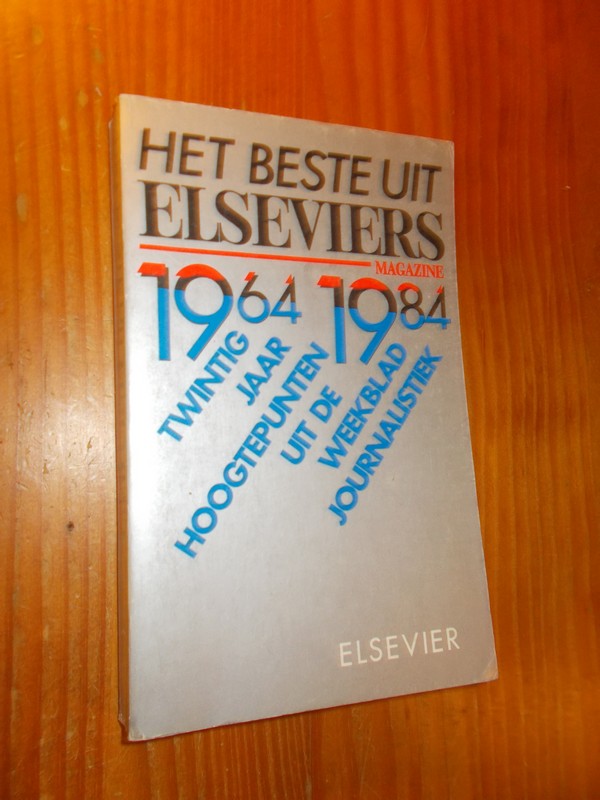 HET BESTE UIT
ELSEVIERS
MAGAZINE
1964 1984
TWINTIG
JAAR
HOOGTEPUNTEN
UIT DE
WEEKBLAD
JOURNALISTIEK
ELSEVIER